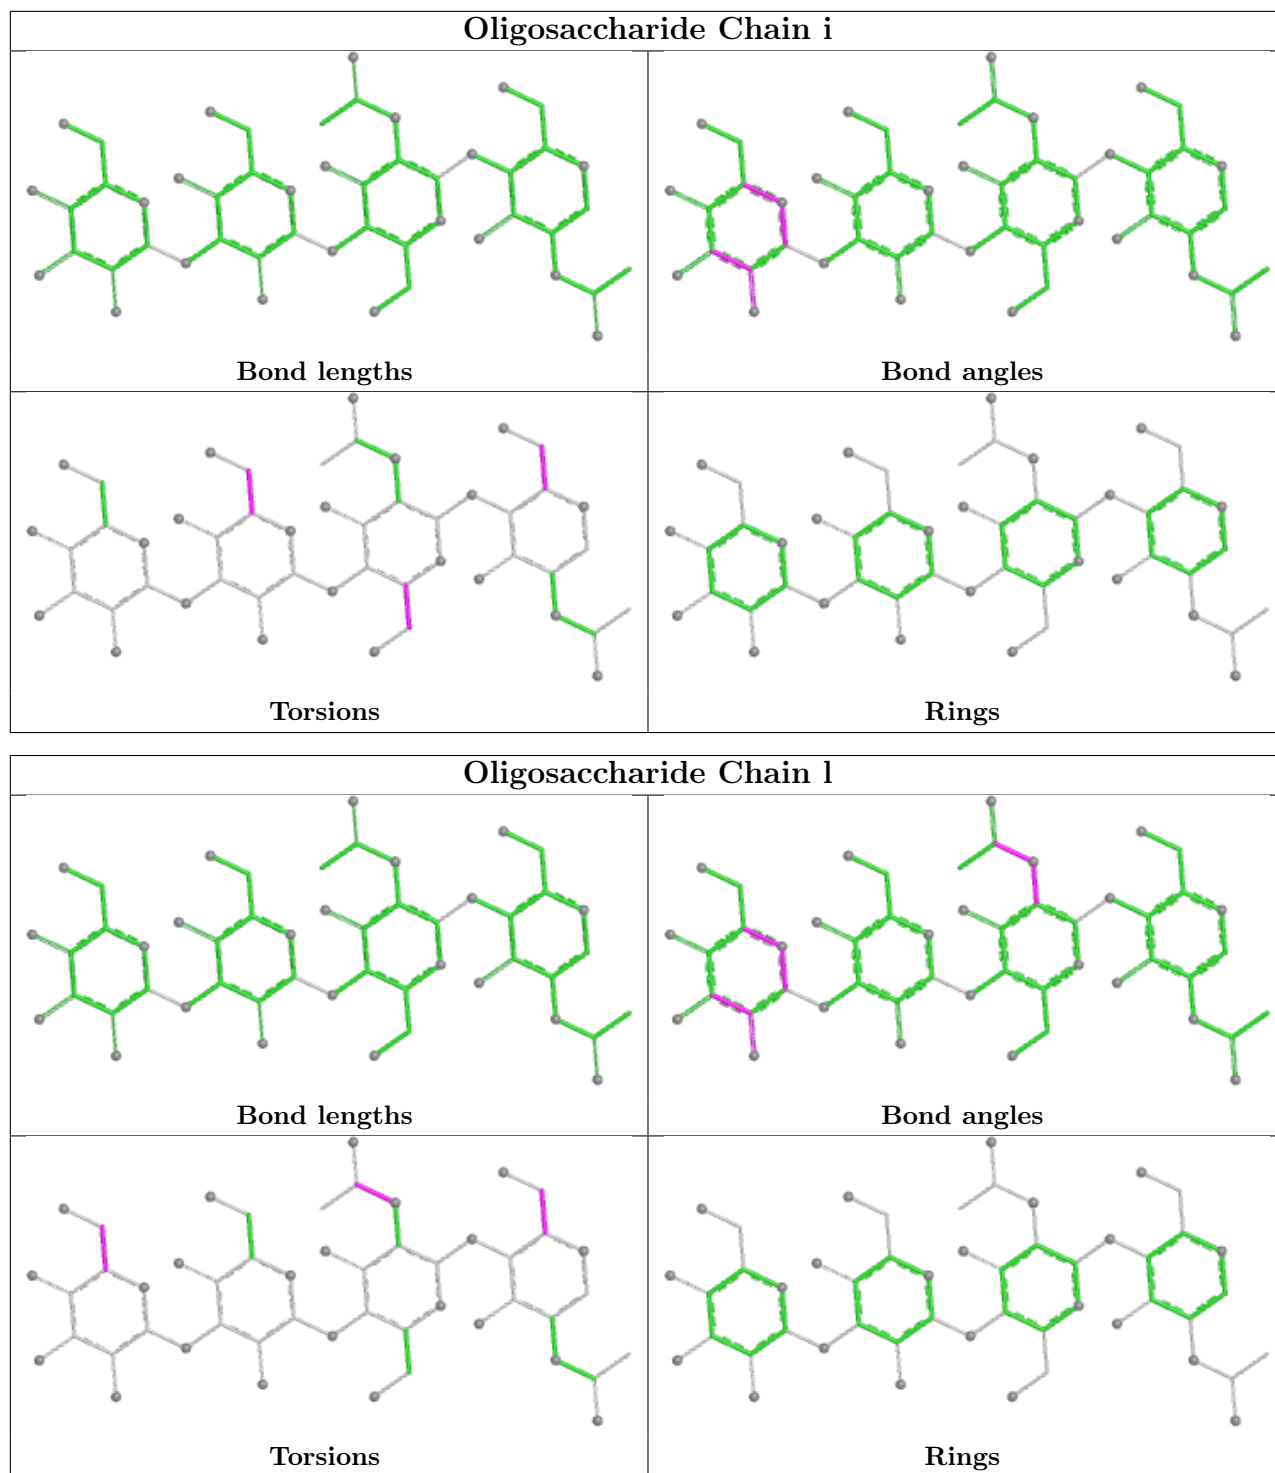 Oligosaccharide Chain i
Bond lengths
Bond angles
Torsions
Rings
Oligosaccharide Chain l
Bond lengths
Bond angles
Torsions
Rings